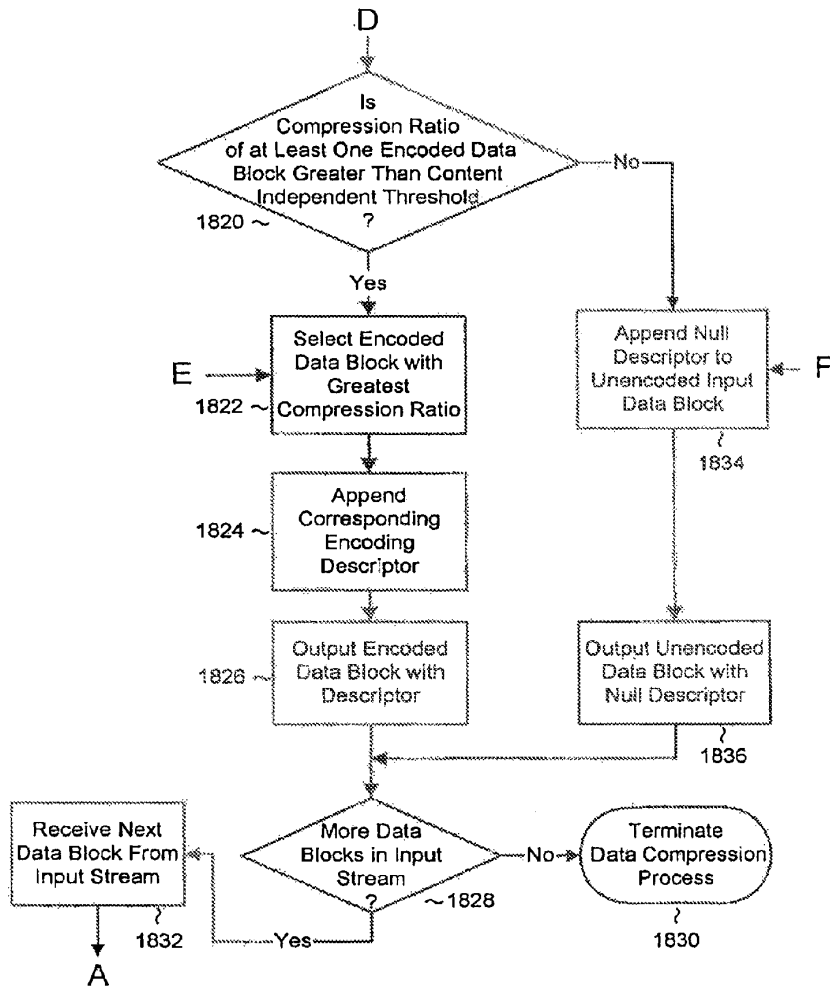 D
Is
Compression Ratio
of at Least One Encoded Data
Block Greater Than Content
Independent Threshold
?
1820 ~
No
Yes
E
Select Encoded
Data Block with
Greatest
Compression Ratio
1822 ~
Append Null
Descriptor to
Unencoded Input
Data Block
F
1834
Append
Corresponding
Encoding
Descriptor
1824 ~
Output Encoded
Data Block with
Descriptor
1826 ~
Output Unencoded
Data Block with
Null Descriptor
1836
Receive Next
Data Block From
Input Stream
1832
A
More Data
Blocks in Input
Stream
?
~1828
Yes
No
Terminate
Data Compression
Process
1830